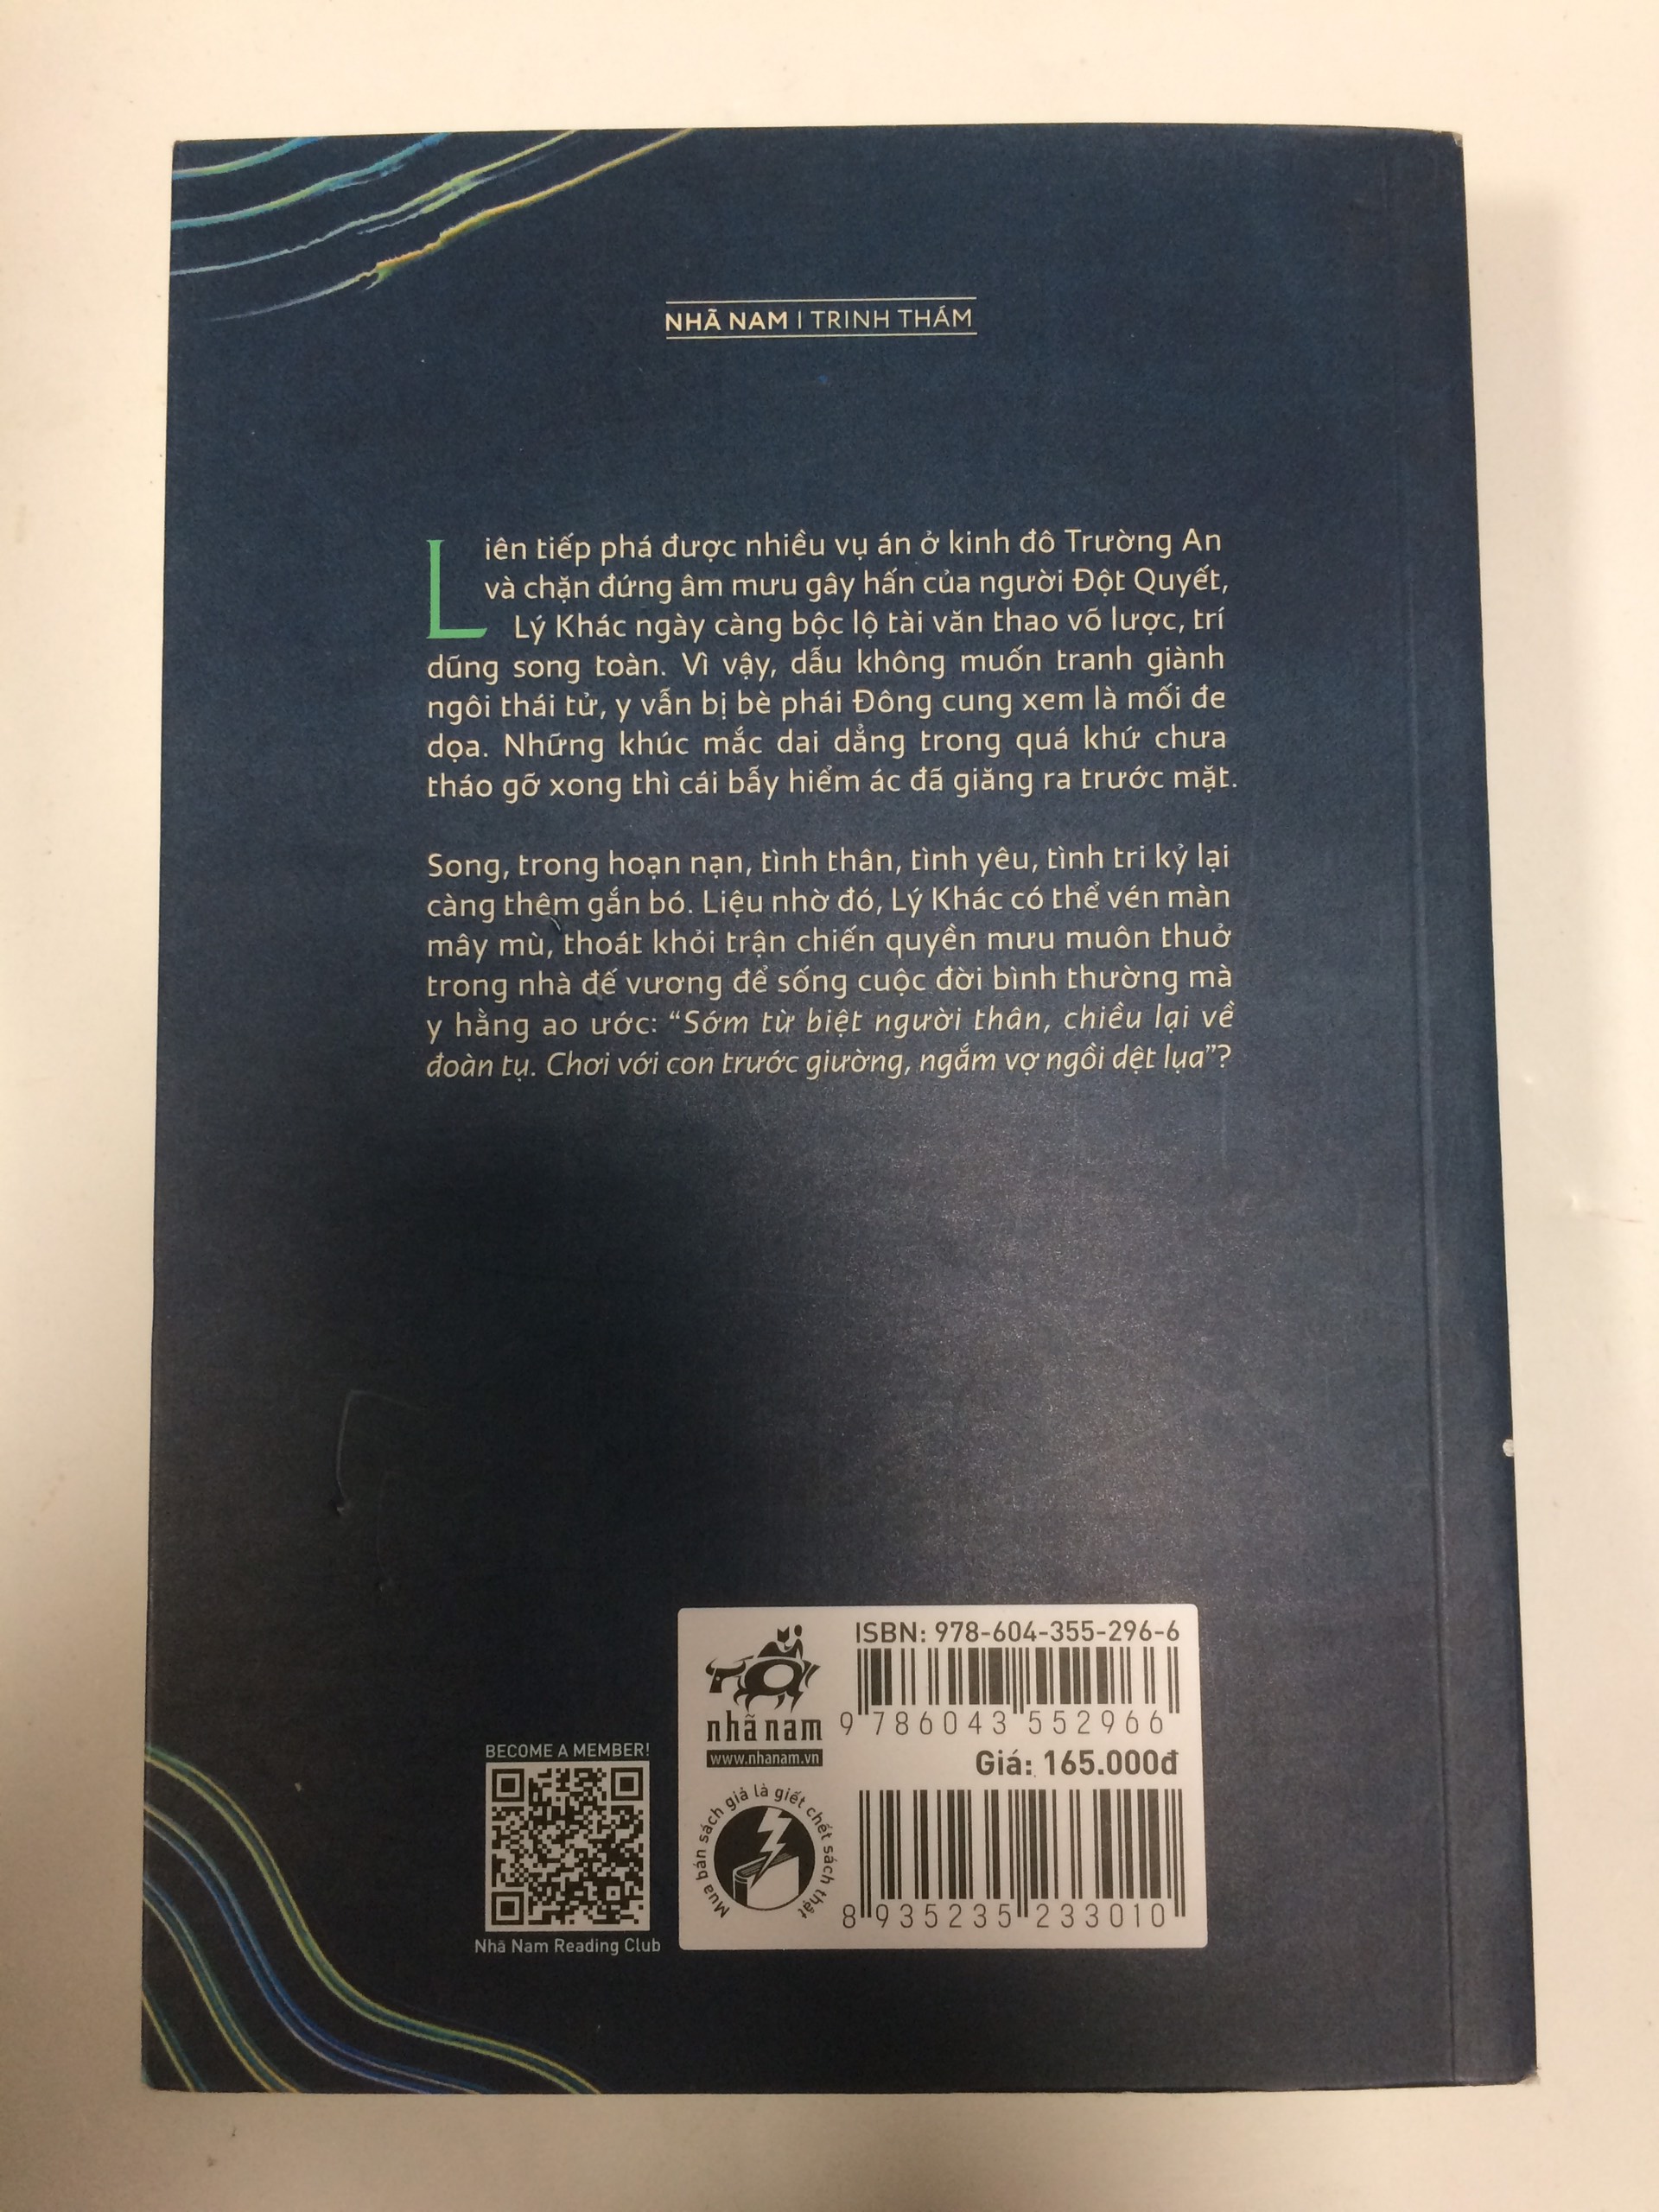 NHÃ NAM | TRINH THÁM
Liên tiếp phá được nhiều vụ án ở kinh đô Trường An
và chặn đứng âm mưu gây hấn của người Đột Quyết,
Lý Khác ngày càng bộc lộ tài văn thao võ lược, trí
dũng song toàn. Vì vậy, dẫu không muốn tranh giành
ngôi thái tử, y vẫn bị bè phái Đông cung xem là mối đe
dọa. Những khúc mắc dai dẳng trong quá khứ chưa
tháo gỡ xong thì cái bẫy hiểm ác đã giăng ra trước mặt.
Song, trong hoạn nạn, tình thân, tình yêu, tình tri kỷ lại
càng thêm gắn bó. Liệu nhờ đó, Lý Khác có thể vén màn
mây mù, thoát khỏi trận chiến quyền mưu muôn thuở
trong nhà đế vương để sống cuộc đời bình thường mà
y hằng ao ước: “Sớm từ biệt người thân, chiều lại về
đoàn tụ. Chơi với con trước giường, ngắm vợ ngồi dệt lụa”?
ISBN: 978-604-355-296-6
9 786043 552966
nhã nam
www.nhanam.vn
Giá: 165.000đ
Mua bán sách giả là giết chết sách thật
8 935235 233010
BECOME A MEMBER!
Nhã Nam Reading Club